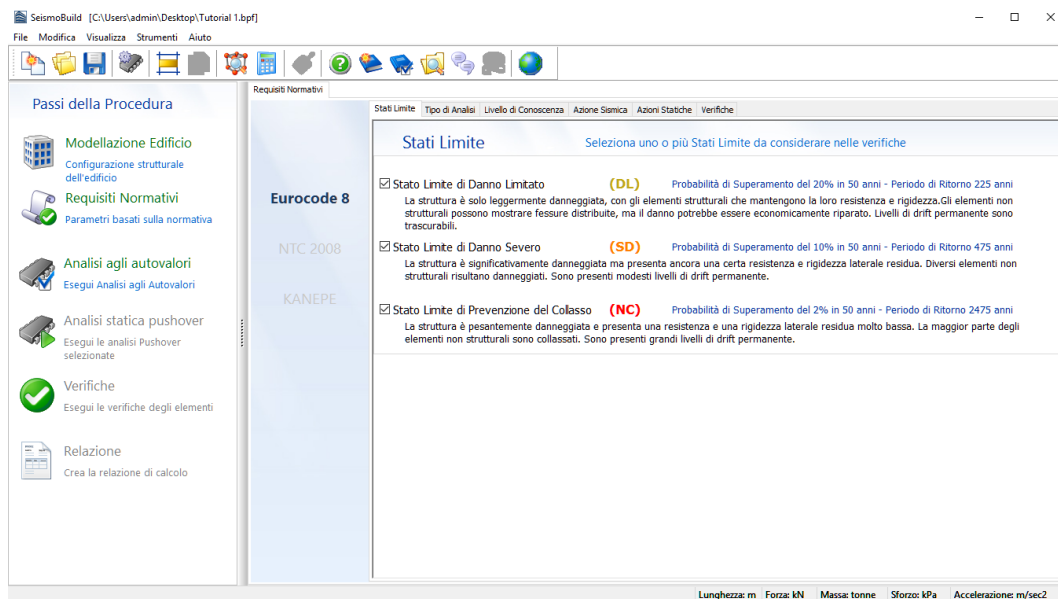 SeismoBuild [C:\Users\admin\Desktop\Tutorial 1.bpf]
File Modifica Visualizza Strumenti Aiuto
Passi della Procedura
Modellazione Edificio
Configurazione strutturale
dell'edificio
Requisiti Normativi
Parametri basati sulla normativa
Analisi agli autovalori
Esegui Analisi agli Autovalori
Analisi statica pushover
Esegui le analisi Pushover
selezionate
Verifiche
Esegui le verifiche degli elementi
Relazione
Crea la relazione di calcolo
Requisiti Normativi
Eurocode 8
NTC 2008
KANEPE
Stati Limite Tipo di Analisi Livello di Conoscenza Azione Sismica Azioni Statiche Verifiche
Stati Limite Seleziona uno o più Stati Limite da considerare nelle verifiche
Stato Limite di Danno Limitato (DL) Probabilità di Superamento del 20% in 50 anni - Periodo di Ritorno 225 anni
La struttura è solo leggermente danneggiata, con gli elementi strutturali che mantengono la loro resistenza e rigidezza.Gli elementi non
strutturali possono mostrare fessure distribuite, ma il danno potrebbe essere economicamente riparato. Livelli di drift permanente sono
trascurabili.
Stato Limite di Danno Severo (SD) Probabilità di Superamento del 10% in 50 anni - Periodo di Ritorno 475 anni
La struttura è significativamente danneggiata ma presenta ancora una certa resistenza e rigidezza laterale residua. Diversi elementi non
strutturali risultano danneggiati. Sono presenti modesti livelli di drift permanente.
Stato Limite di Prevenzione del Collasso (NC) Probabilità di Superamento del 2% in 50 anni - Periodo di Ritorno 2475 anni
La struttura è pesantemente danneggiata e presenta una resistenza e una rigidezza laterale residua molto bassa. La maggior parte degli
elementi non strutturali sono collassati. Sono presenti grandi livelli di drift permanente.
Lunghezza: m Forza: kN Massa: tonne Sforzo: kPa Accelerazione: m/sec2